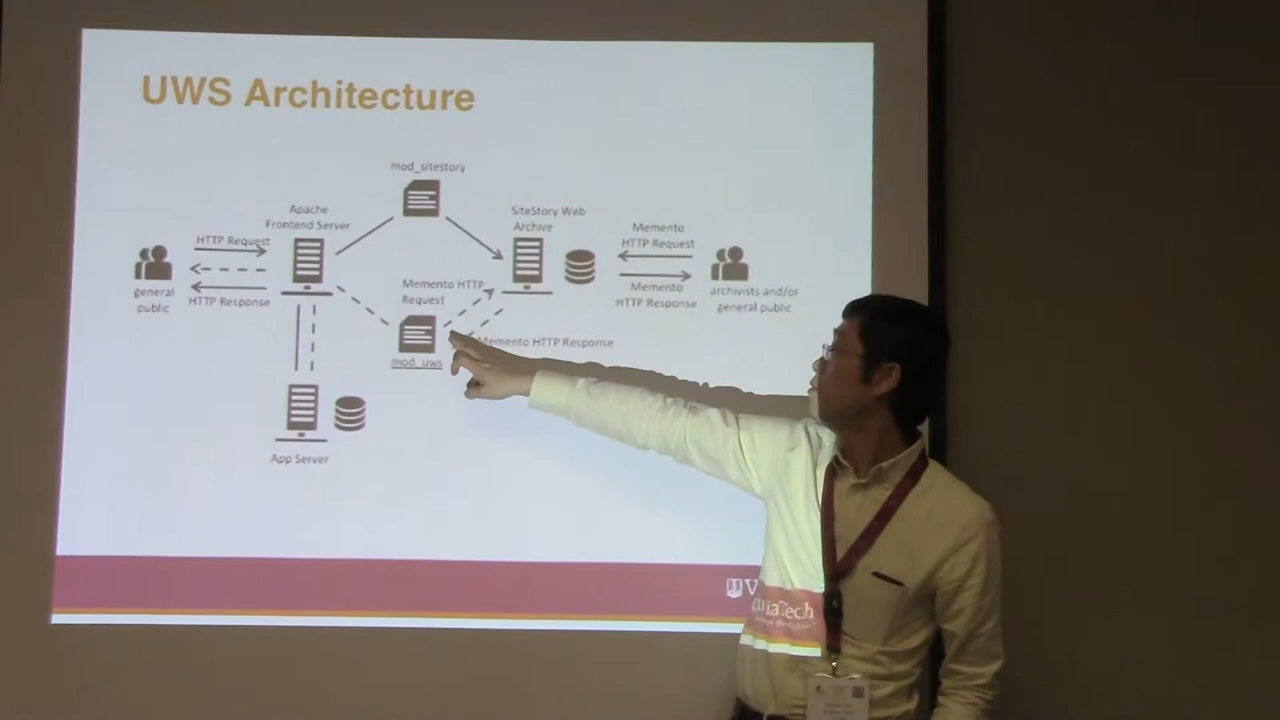 UWS Architecture
mod_sitestory
Apache
Frontend Server
SiteStory Web
Archive
HTTP Request
Memento
HTTP Request
general
public
HTTP Response
Memento HTTP
Request
Memento
HTTP Response
archivists and/or
general public
Memento HTTP Response
mod_uws
App Server
V
iniaTech